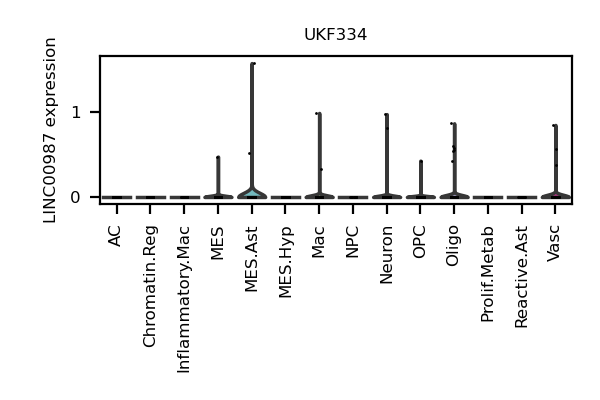 UKF334
LINC00987 expression
1
0
AC
Chromatin.Reg
Inflammatory.Mac
MES
MES.Ast
MES.Hyp
Mac
NPC
Neuron
OPC
Oligo
Prolif.Metab
Reactive.Ast
Vasc